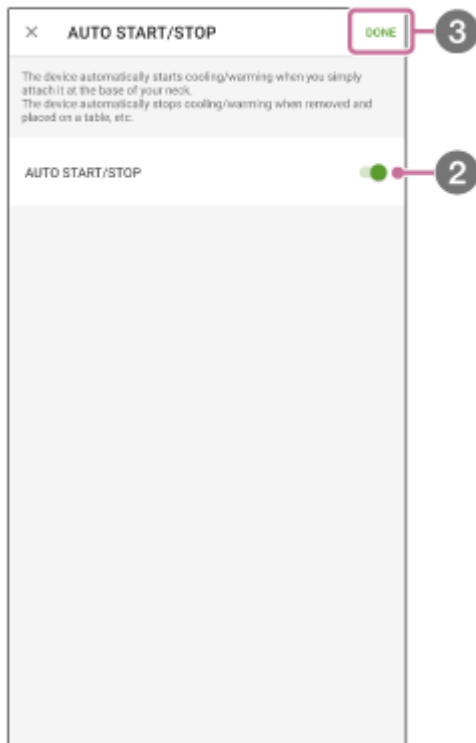 × AUTO START/STOP DONE 3
The device automatically starts cooling/warming when you simply
attach it at the base of your neck.
The device automatically stops cooling/warming when removed and
placed on a table, etc.
AUTO START/STOP 2